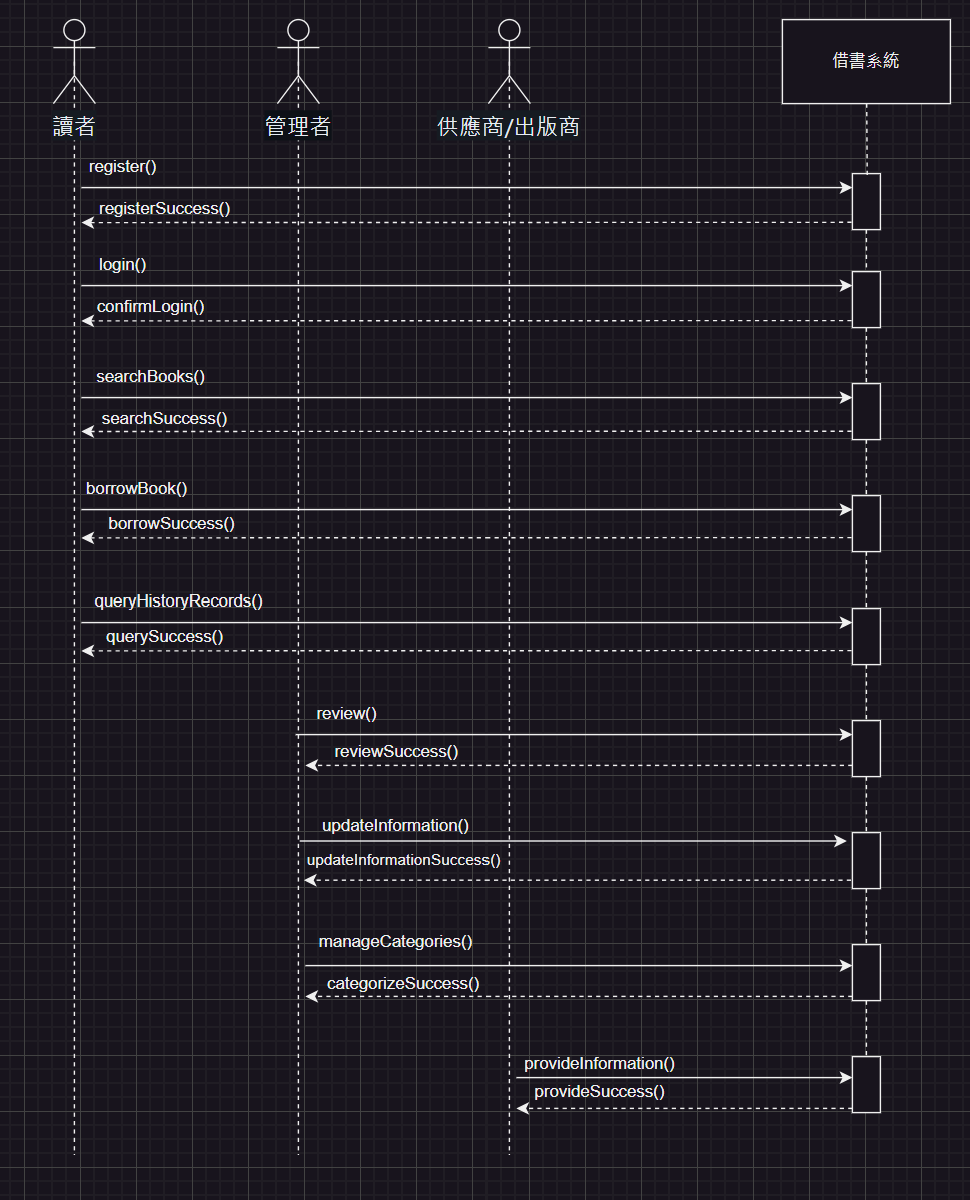 借書系統
讀者
管理者
供應商/出版商
register()
registerSuccess()
login()
confirmLogin()
searchBooks()
searchSuccess()
borrowBook()
borrowSuccess()
queryHistoryRecords()
querySuccess()
review()
reviewSuccess()
updateInformation()
updateInformationSuccess()
manageCategories()
categorizeSuccess()
provideInformation()
provideSuccess()